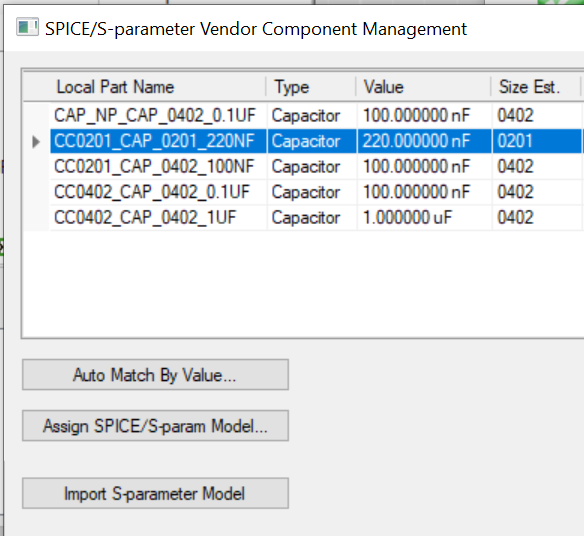 SPICE/S-parameter Vendor Component Management
Local Part Name Type Value Size Est.
CAP_NP_CAP_0402_0.1UF Capacitor 100.000000 nF 0402
CC0201_CAP_0201_220NF Capacitor 220.000000 nF 0201
CC0201_CAP_0402_100NF Capacitor 100.000000 nF 0402
CC0402_CAP_0402_0.1UF Capacitor 100.000000 nF 0402
CC0402_CAP_0402_1UF Capacitor 1.000000 uF 0402
Auto Match By Value...
Assign SPICE/S-param Model...
Import S-parameter Model